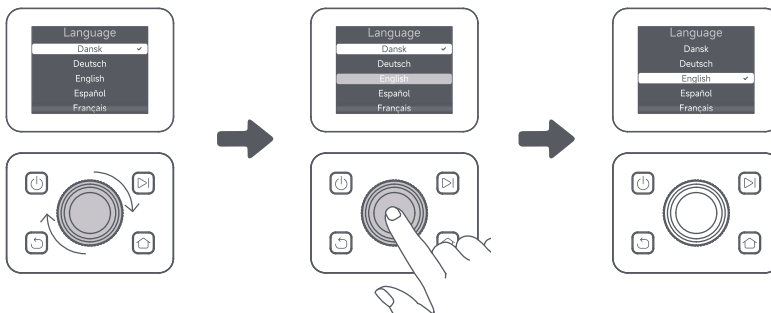 Language
Dansk
Deutsch
English
Español
Français
Language
Dansk
Deutsch
English
Español
Français
Language
Dansk
Deutsch
English
Español
Français